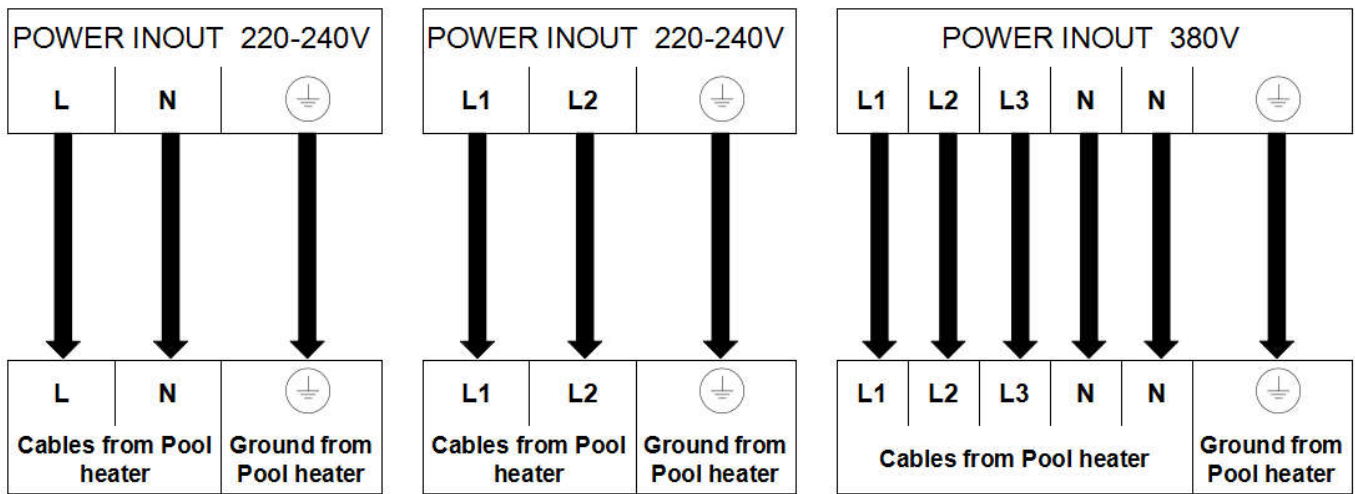 POWER INOUT 220-240V
L N
L N
Cables from Pool
heater
Ground from
Pool heater
POWER INOUT 220-240V
L1 L2
L1 L2
Cables from Pool
heater
Ground from
Pool heater
POWER INOUT 380V
L1 L2 L3 N N
L1 L2 L3 N N
Cables from Pool heater
Ground from
Pool heater